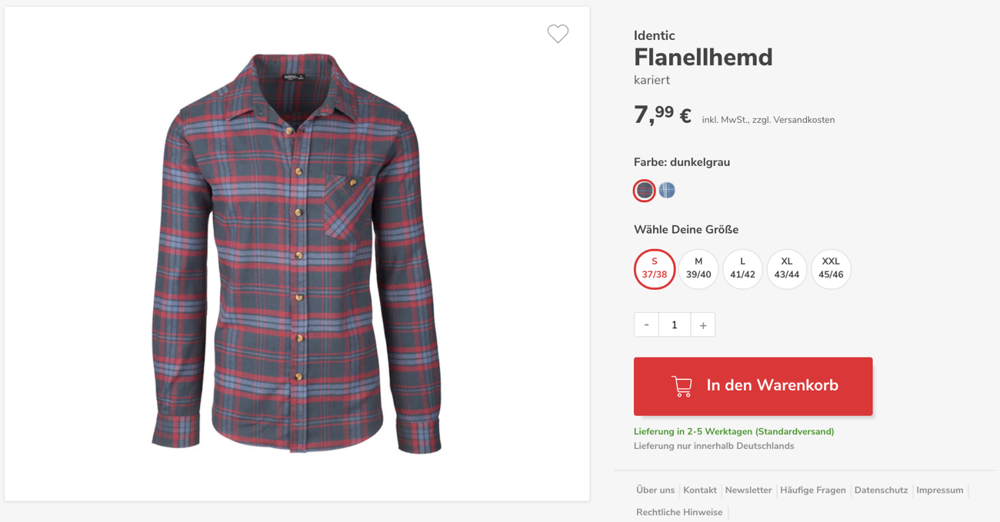 Identic
Flanellhemd
kariert
7,99 € inkl. MwSt., zzgl. Versandkosten
Farbe: dunkelgrau
Wähle Deine Größe
S M L XL XXL
37/38 39/40 41/42 43/44 45/46
- 1 +
In den Warenkorb
Lieferung in 2-5 Werktagen (Standardversand)
Lieferung nur innerhalb Deutschlands
Über uns Kontakt Newsletter Häufige Fragen Datenschutz Impressum
Rechtliche Hinweise